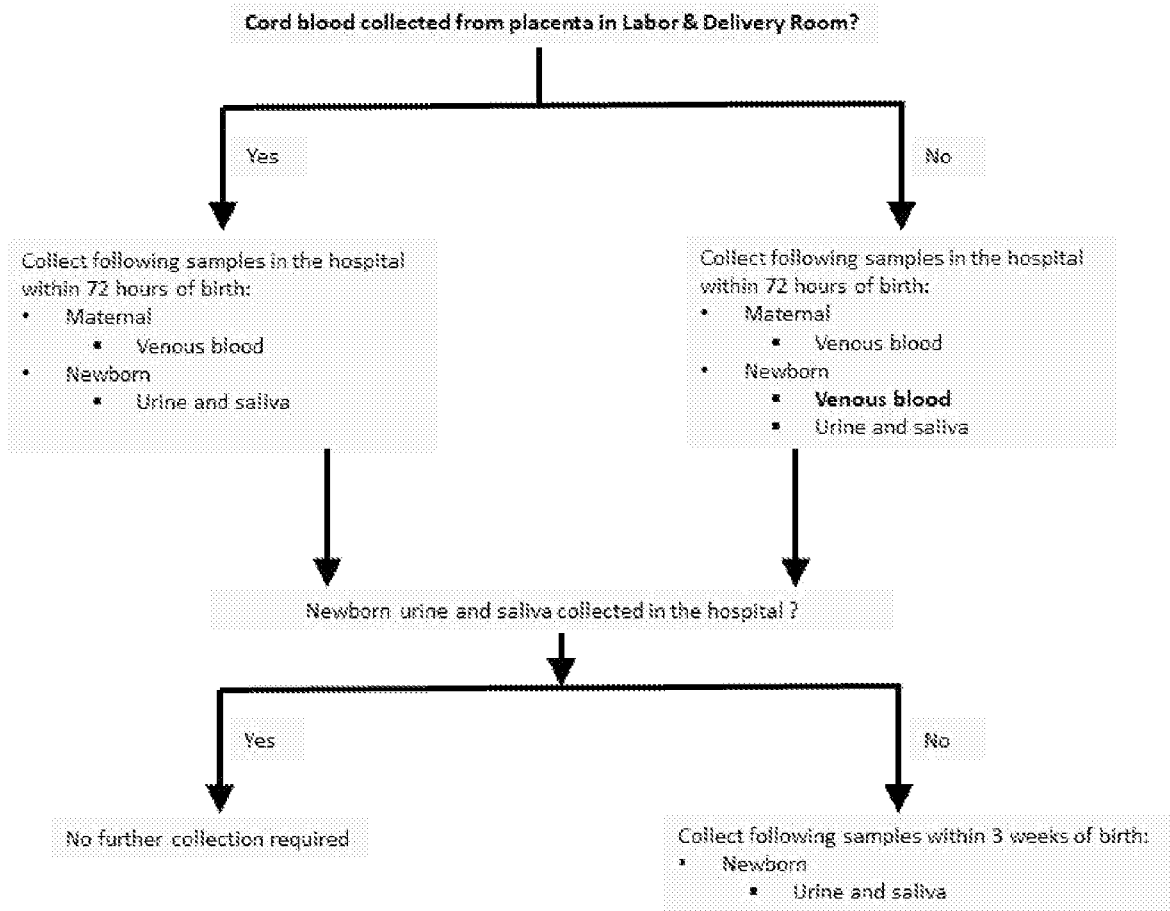 Cord blood collected from placenta in Labor & Delivery Room?
Yes
No
Collect following samples in the hospital
within 72 hours of birth:
• Maternal
▪ Venous blood
• Newborn
▪ Urine and saliva
Collect following samples in the hospital
within 72 hours of birth:
• Maternal
▪ Venous blood
• Newborn
▪ Venous blood
▪ Urine and saliva
Newborn urine and saliva collected in the hospital ?
Yes
No
No further collection required
Collect following samples within 3 weeks of birth:
• Newborn
▪ Urine and saliva